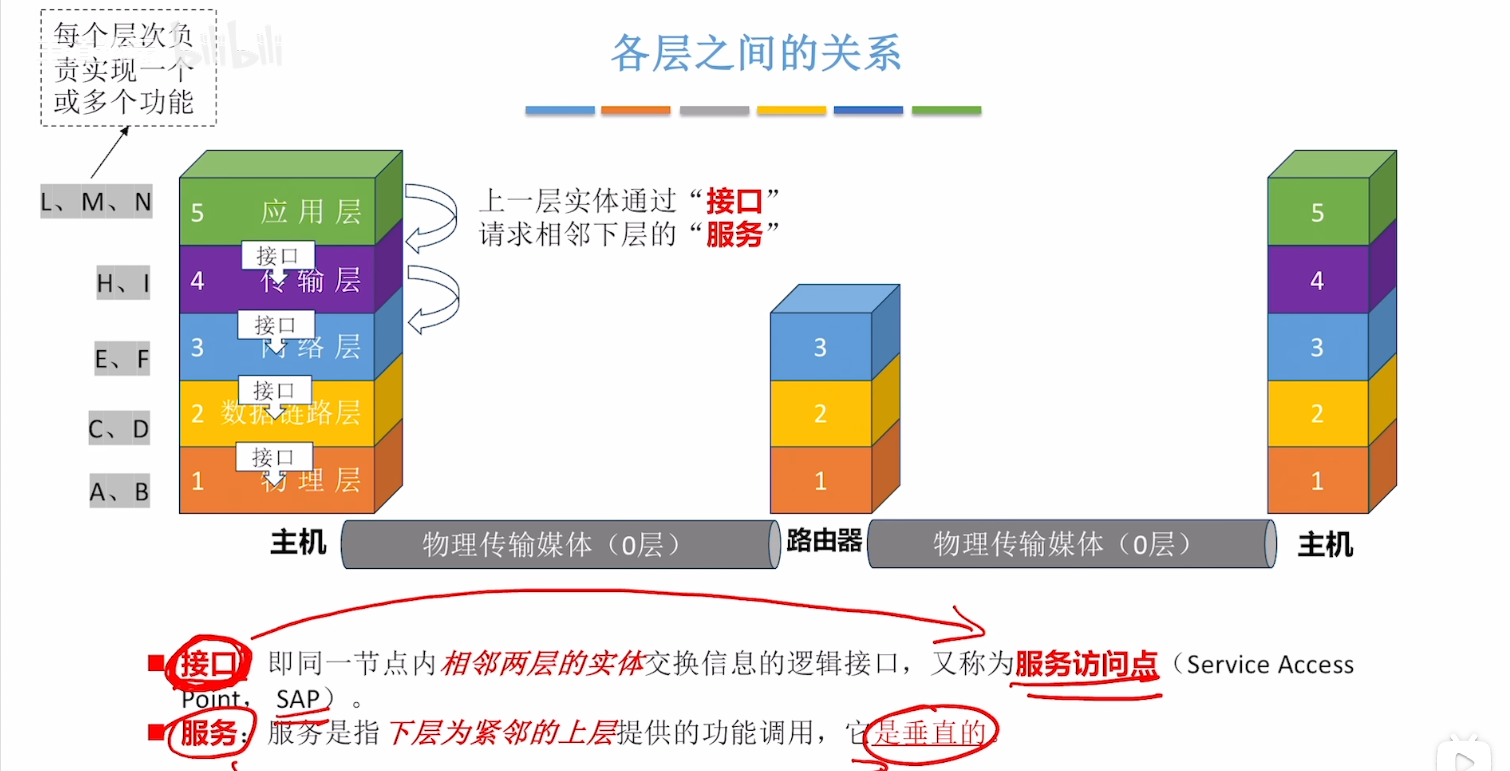 每个层次负
责实现一个
或多个功能
bilibili
各层之间的关系
L、M、N
H、I
E、F
C、D
A、B
5 应用层
接口
4 传输层
接口
3 网络层
接口
2 数据链路层
接口
1 物理层
上一层实体通过“接口”
请求相邻下层的“服务”
3
2
1
5
4
3
2
1
主机
物理传输媒体（0层）
路由器
物理传输媒体（0层）
主机
接口：即同一节点内相邻两层的实体交换信息的逻辑接口，又称为服务访问点（Service Access
Point，SAP）。
服务：服务是指下层为紧邻的上层提供的功能调用，它是垂直的。